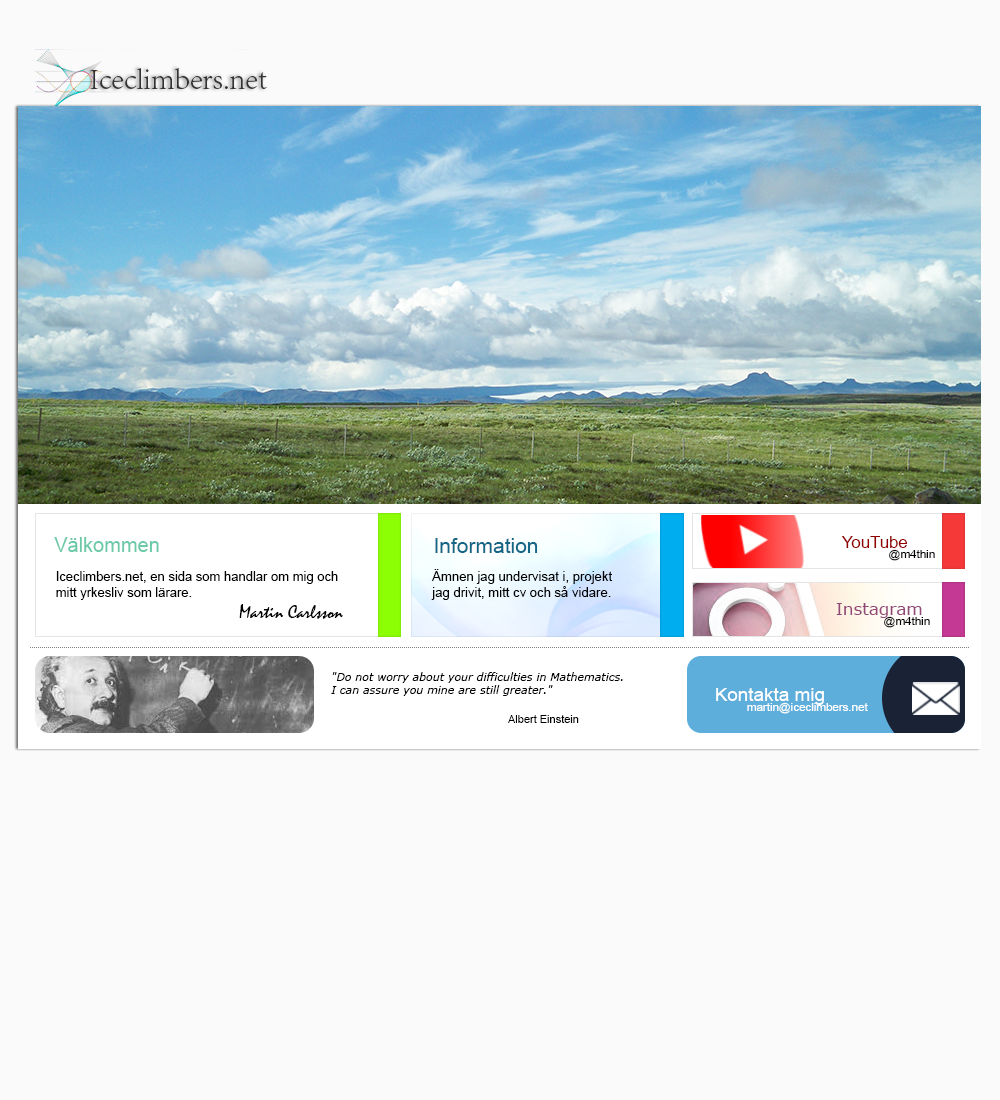 Iceclimbers.net
Välkommen
Iceclimbers.net, en sida som handlar om mig och
mitt yrkesliv som lärare.
Martin Carlsson
Information
Ämnen jag undervisat i, projekt
jag drivit, mitt cv och så vidare.
YouTube
@m4thin
Instagram
@m4thin
"Do not worry about your difficulties in Mathematics.
I can assure you mine are still greater."
Albert Einstein
Kontakta mig
martin@iceclimbers.net